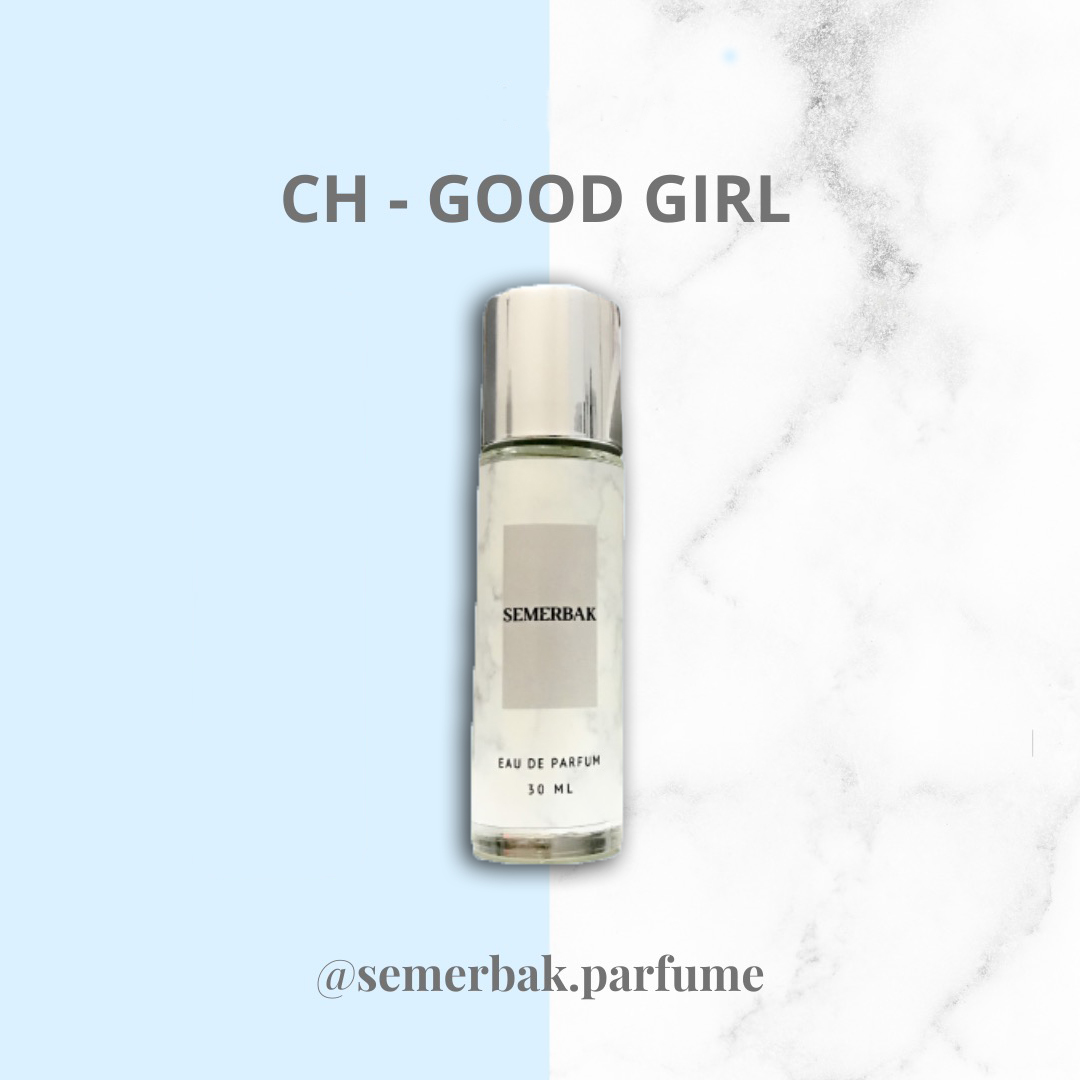 CH - GOOD GIRL
SEMERBAK
EAU DE PARFUM
30 ML
@semerbak.parfume